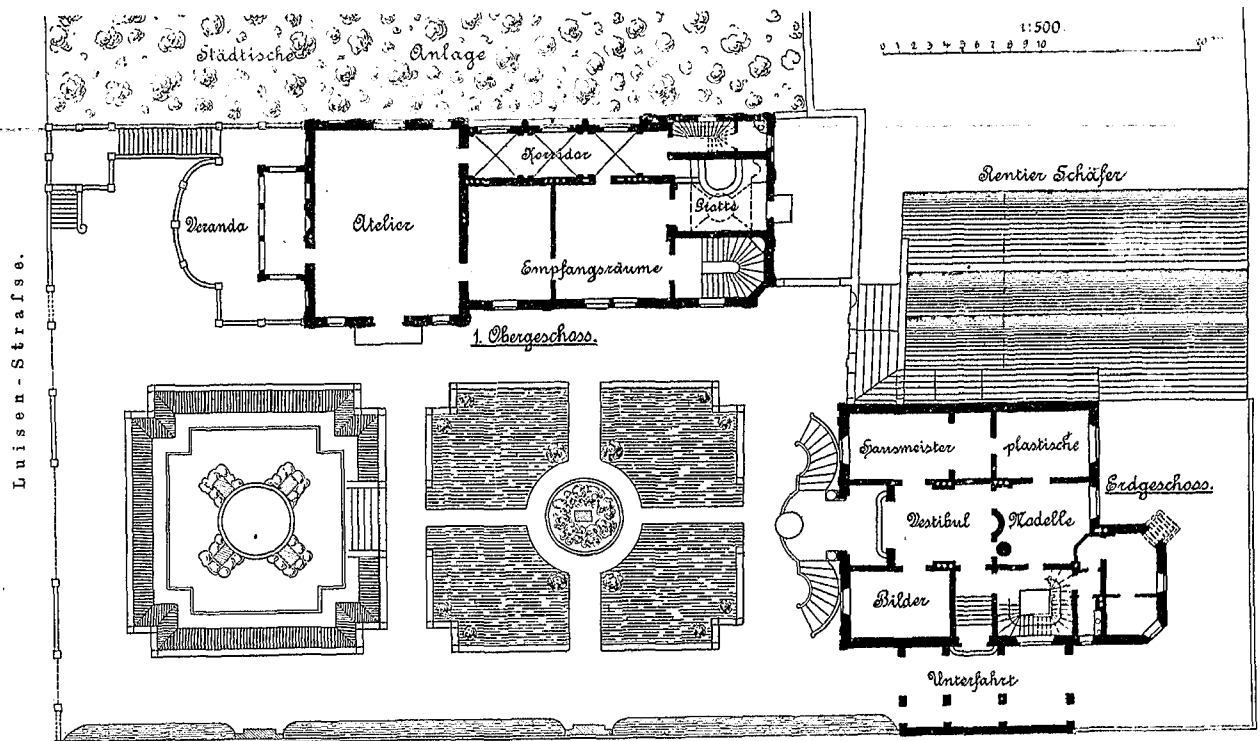 1:500.
0 1 2 3 4 5 6 7 8 9 10
Städtische Anlage
Korridor
Rentier Schäfer
Veranda
Atelier
Empfangsräume
1. Obergeschoss.
Luisen-Straſse.
Hausmeister
plastische
Erdgeschoss.
Vestibul
Modelle
Bilder
Unterfahrt